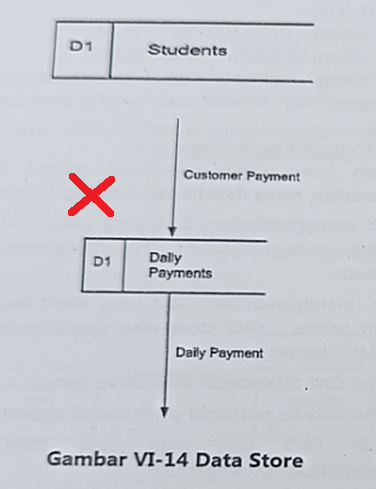 D1 Students
Customer Payment
D1 Daily
Payments
Daily Payment
Gambar VI-14 Data Store